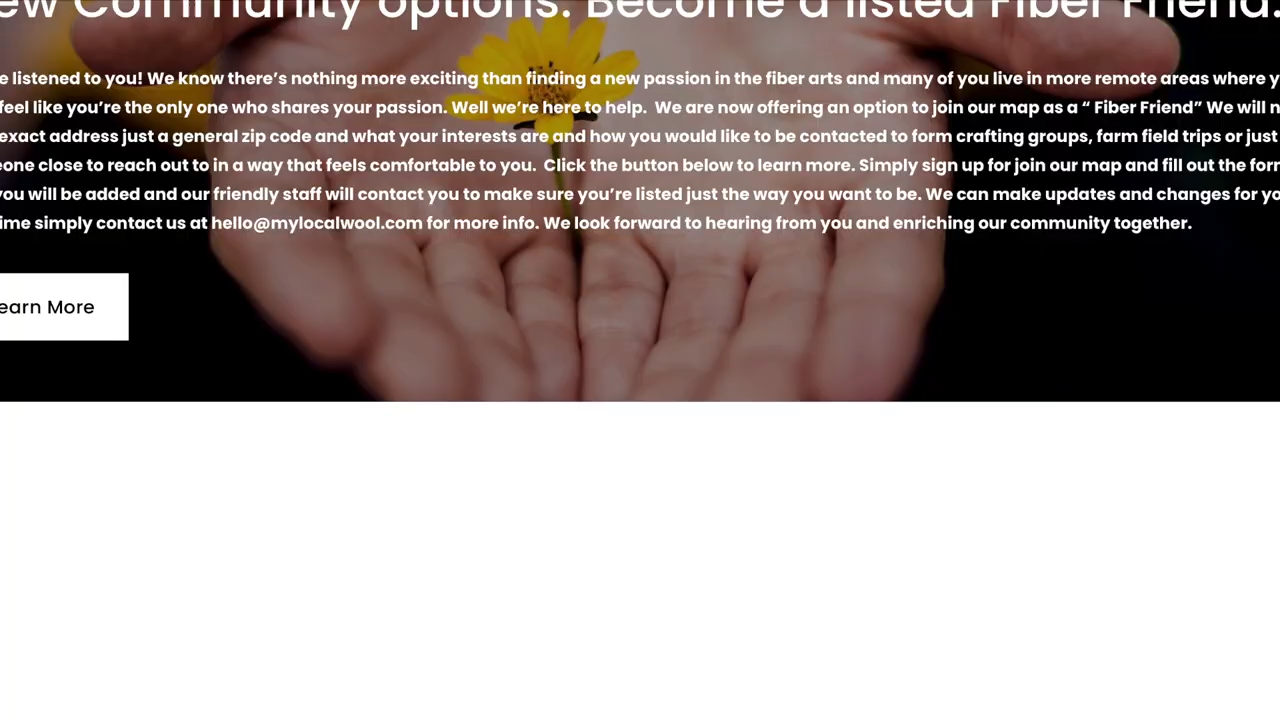 Community options. Become a listed Fiber Friend.
listened to you! We know there’s nothing more exciting than finding a new passion in the fiber arts and many of you live in more remote areas where
feel like you’re the only one who shares your passion. Well we’re here to help. We are now offering an option to join our map as a “ Fiber Friend” We will
exact address just a general zip code and what your interests are and how you would like to be contacted to form crafting groups, farm field trips or just
close to reach out to in a way that feels comfortable to you. Click the button below to learn more. Simply sign up for join our map and fill out the
you will be added and our friendly staff will contact you to make sure you’re listed just the way you want to be. We can make updates and changes for
simply contact us at hello@mylocalwool.com for more info. We look forward to hearing from you and enriching our community together.
More